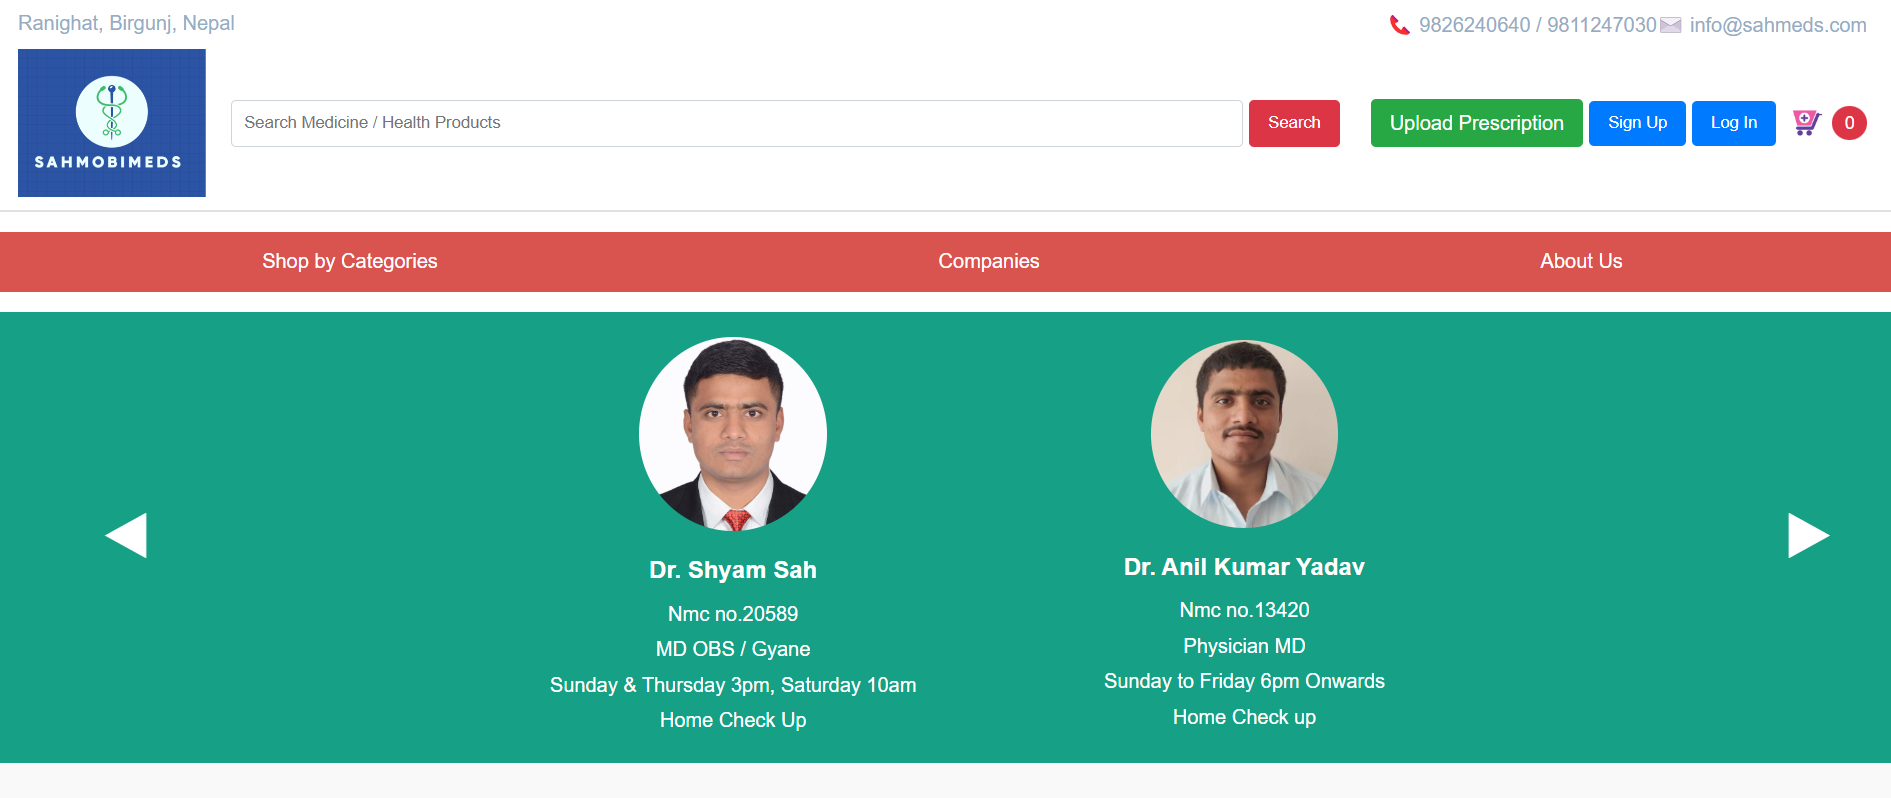 Ranighat, Birgunj, Nepal
9826240640 / 9811247030 info@sahmeds.com
SAHMOBIMEDS
Search Medicine / Health Products
Search
Upload Prescription
Sign Up
Log In
0
Shop by Categories
Companies
About Us
Dr. Shyam Sah
Nmc no.20589
MD OBS / Gyane
Sunday & Thursday 3pm, Saturday 10am
Home Check Up
Dr. Anil Kumar Yadav
Nmc no.13420
Physician MD
Sunday to Friday 6pm Onwards
Home Check up